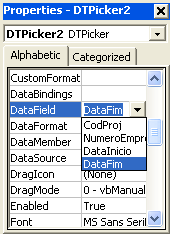 Properties - DTPicker2
DTPicker2 DTPicker
Alphabetic Categorized
CustomFormat
DataBindings
DataField DataFim
DataFormat CodProj
DataMember NumeroEmpre
DataSource DataInicio
DataFim
DragIcon (None)
DragMode 0 - vbManual
Enabled True
Font MS Sans Serif